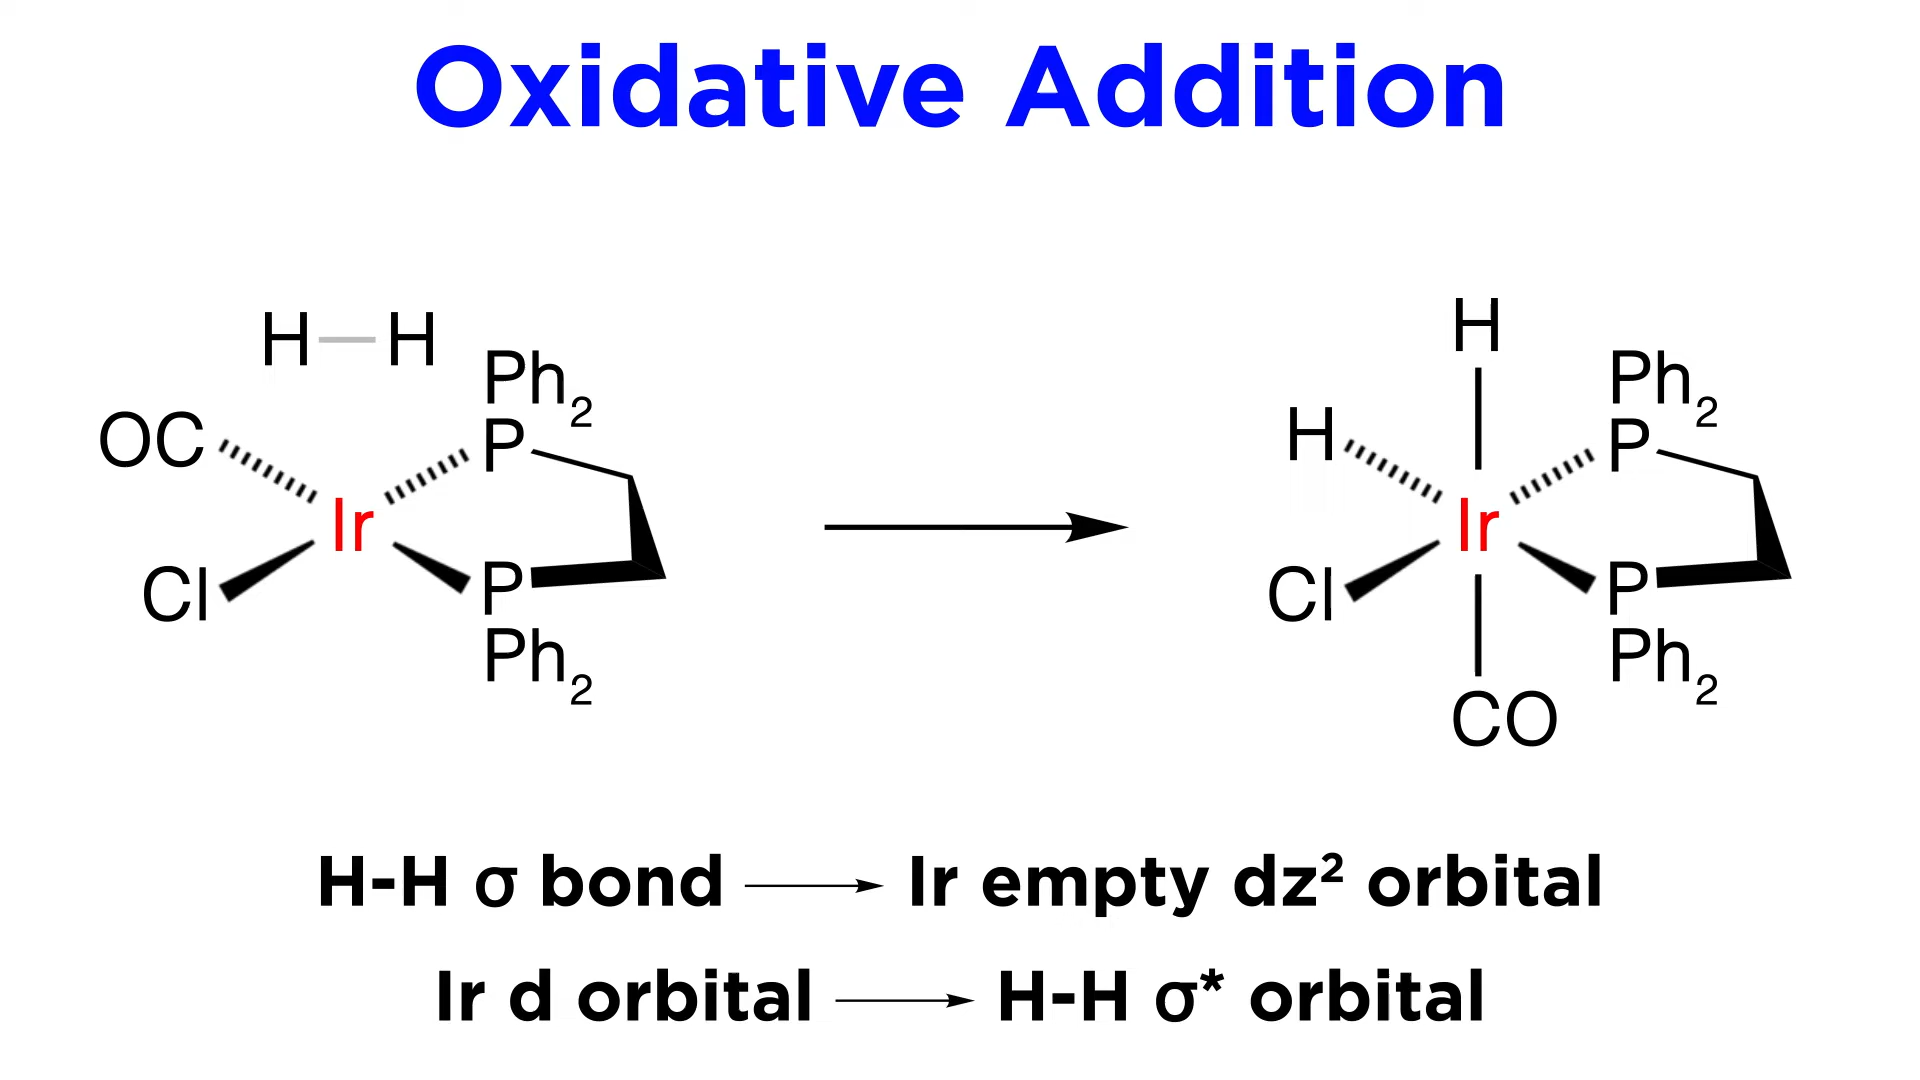 Oxidative Addition
H H
Ph2
OC P
Ir
Cl P
Ph2
H
Ph2
H P
Ir
Cl P
Ph2
CO
H-H σ bond → Ir empty dz² orbital
Ir d orbital → H-H σ* orbital